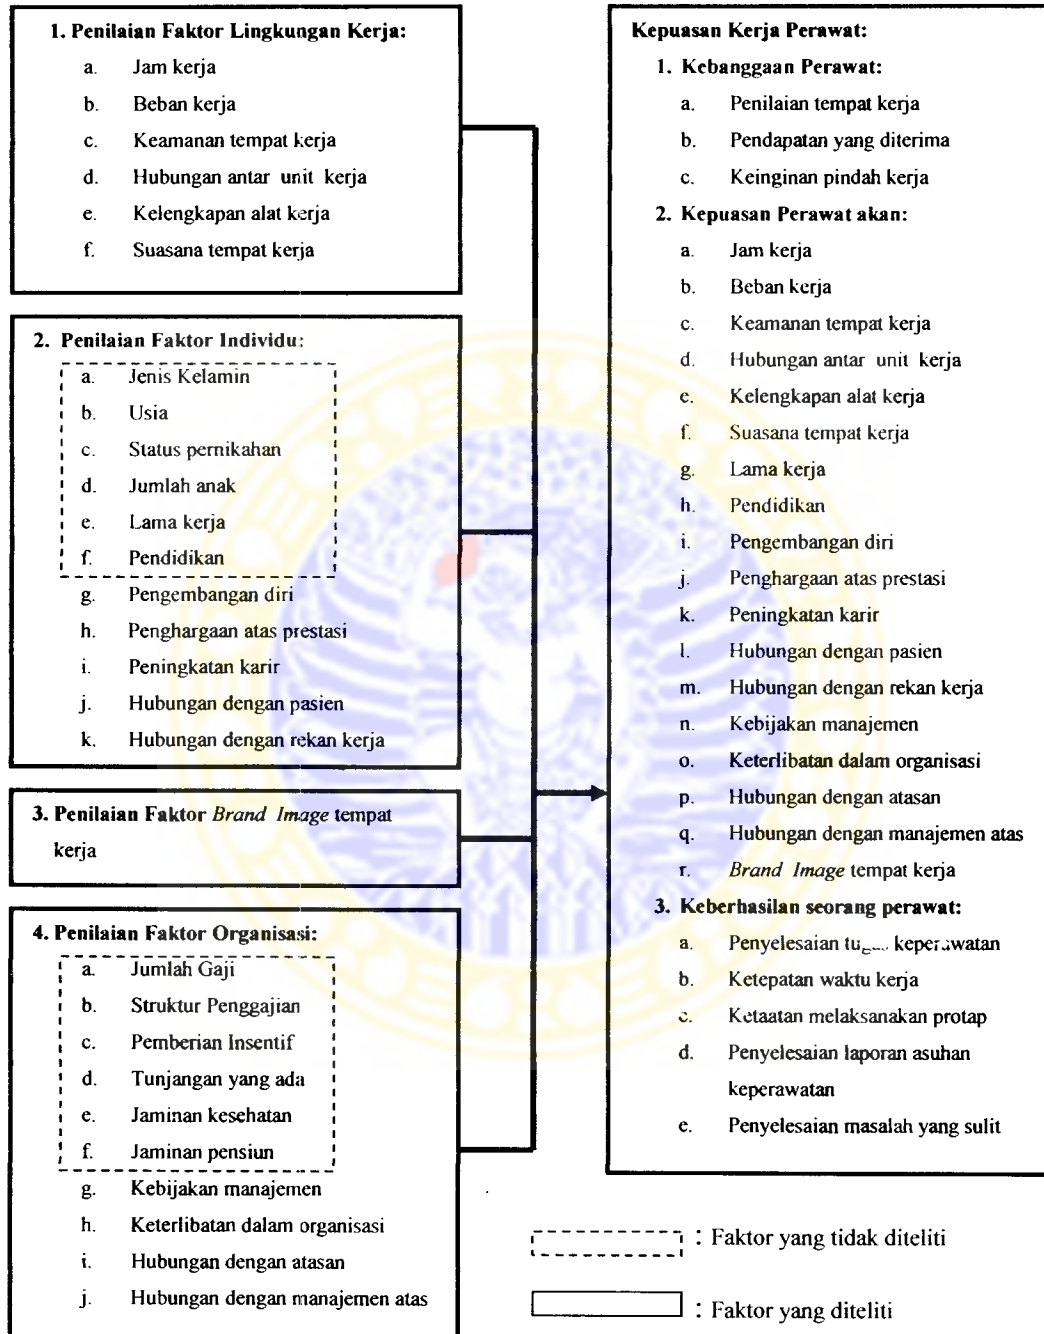 1. Penilaian Faktor Lingkungan Kerja:
a. Jam kerja
b. Beban kerja
c. Keamanan tempat kerja
d. Hubungan antar unit kerja
e. Kelengkapan alat kerja
f. Suasana tempat kerja
2. Penilaian Faktor Individu:
a. Jenis Kelamin
b. Usia
c. Status pernikahan
d. Jumlah anak
e. Lama kerja
f. Pendidikan
g. Pengembangan diri
h. Penghargaan atas prestasi
i. Peningkatan karir
j. Hubungan dengan pasien
k. Hubungan dengan rekan kerja
3. Penilaian Faktor Brand Image tempat
kerja
4. Penilaian Faktor Organisasi:
a. Jumlah Gaji
b. Struktur Penggajian
c. Pemberian Insentif
d. Tunjangan yang ada
e. Jaminan kesehatan
f. Jaminan pensiun
g. Kebijakan manajemen
h. Keterlibatan dalam organisasi
i. Hubungan dengan atasan
j. Hubungan dengan manajemen atas
Kepuasan Kerja Perawat:
1. Kebanggaan Perawat:
a. Penilaian tempat kerja
b. Pendapatan yang diterima
c. Keinginan pindah kerja
2. Kepuasan Perawat akan:
a. Jam kerja
b. Beban kerja
c. Keamanan tempat kerja
d. Hubungan antar unit kerja
e. Kelengkapan alat kerja
f. Suasana tempat kerja
g. Lama kerja
h. Pendidikan
i. Pengembangan diri
j. Penghargaan atas prestasi
k. Peningkatan karir
l. Hubungan dengan pasien
m. Hubungan dengan rekan kerja
n. Kebijakan manajemen
o. Keterlibatan dalam organisasi
p. Hubungan dengan atasan
q. Hubungan dengan manajemen atas
r. Brand Image tempat kerja
3. Keberhasilan seorang perawat:
a. Penyelesaian keperawatan
b. Ketepatan waktu kerja
c. Ketaatan melaksanakan protap
d. Penyelesaian laporan asuhan
keperawatan
e. Penyelesaian masalah yang sulit
: Faktor yang tidak diteliti
: Faktor yang diteliti